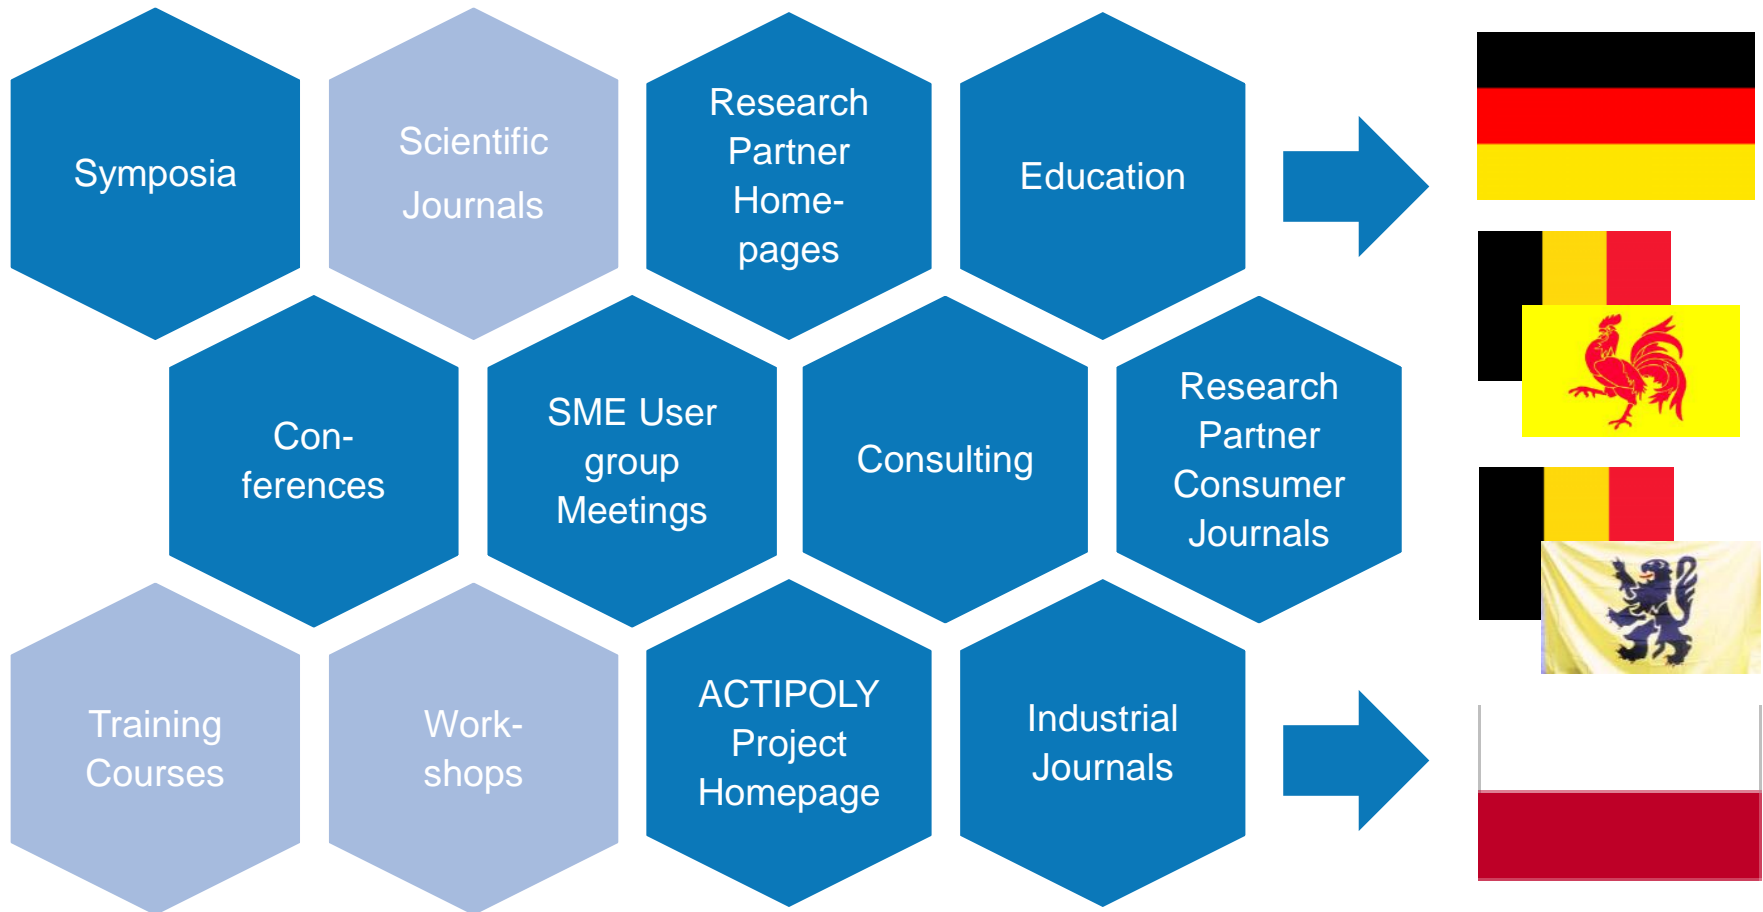 Symposia
Scientific
Journals
Research
Partner
Home-
pages
Education
Con-
ferences
SME User
group
Meetings
Consulting
Research
Partner
Consumer
Journals
Training
Courses
Work-
shops
ACTIPOLY
Project
Homepage
Industrial
Journals